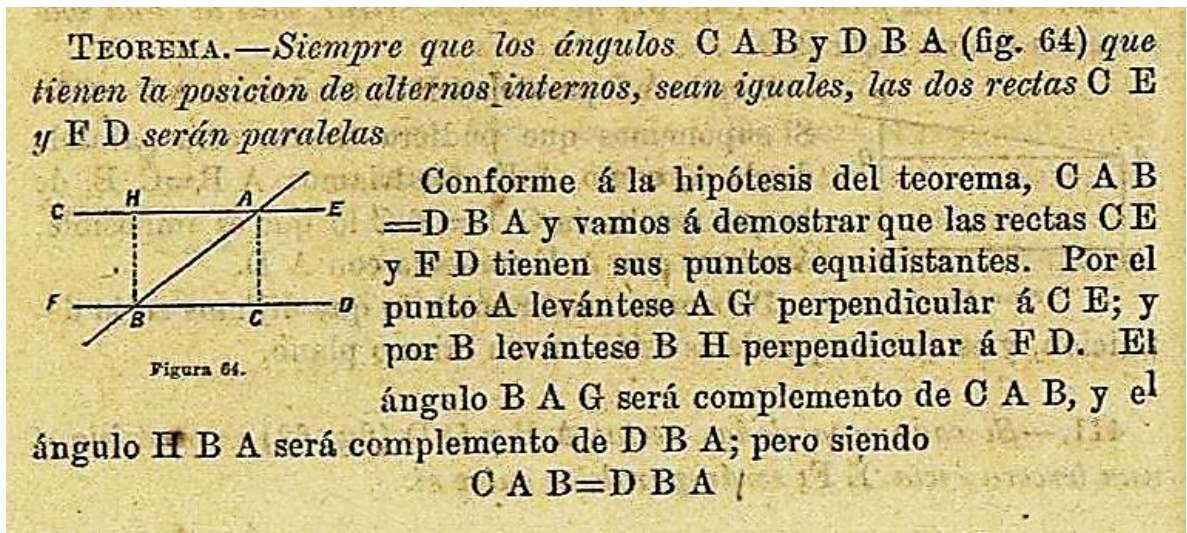 TEOREMA.—Siempre que los ángulos C A B y D B A (fig. 64) que
tienen la posicion de alternos internos, sean iguales, las dos rectas C E
y F D serán paralelas
Conforme á la hipótesis del teorema, C A B
=D B A y vamos á demostrar que las rectas C E
y F D tienen sus puntos equidistantes. Por el
punto A levántese A G perpendicular á C E; y
por B levántese B H perpendicular á F D. El
ángulo B A G será complemento de C A B, y el
ángulo H B A será complemento de D B A; pero siendo
C A B=D B A
C H A E
F B C D
Figura 64.